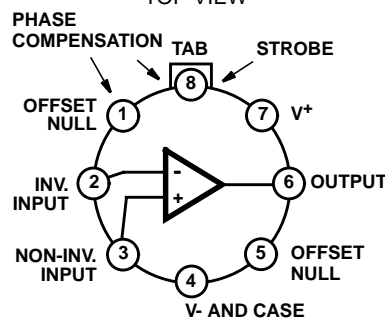 TOP VIEW
PHASE
COMPENSATION
TAB
STROBE
8
OFFSET
NULL
1
7
V+
INV.
INPUT
2
-
+
6
OUTPUT
NON-INV.
INPUT
3
5
OFFSET
NULL
4
V- AND CASE